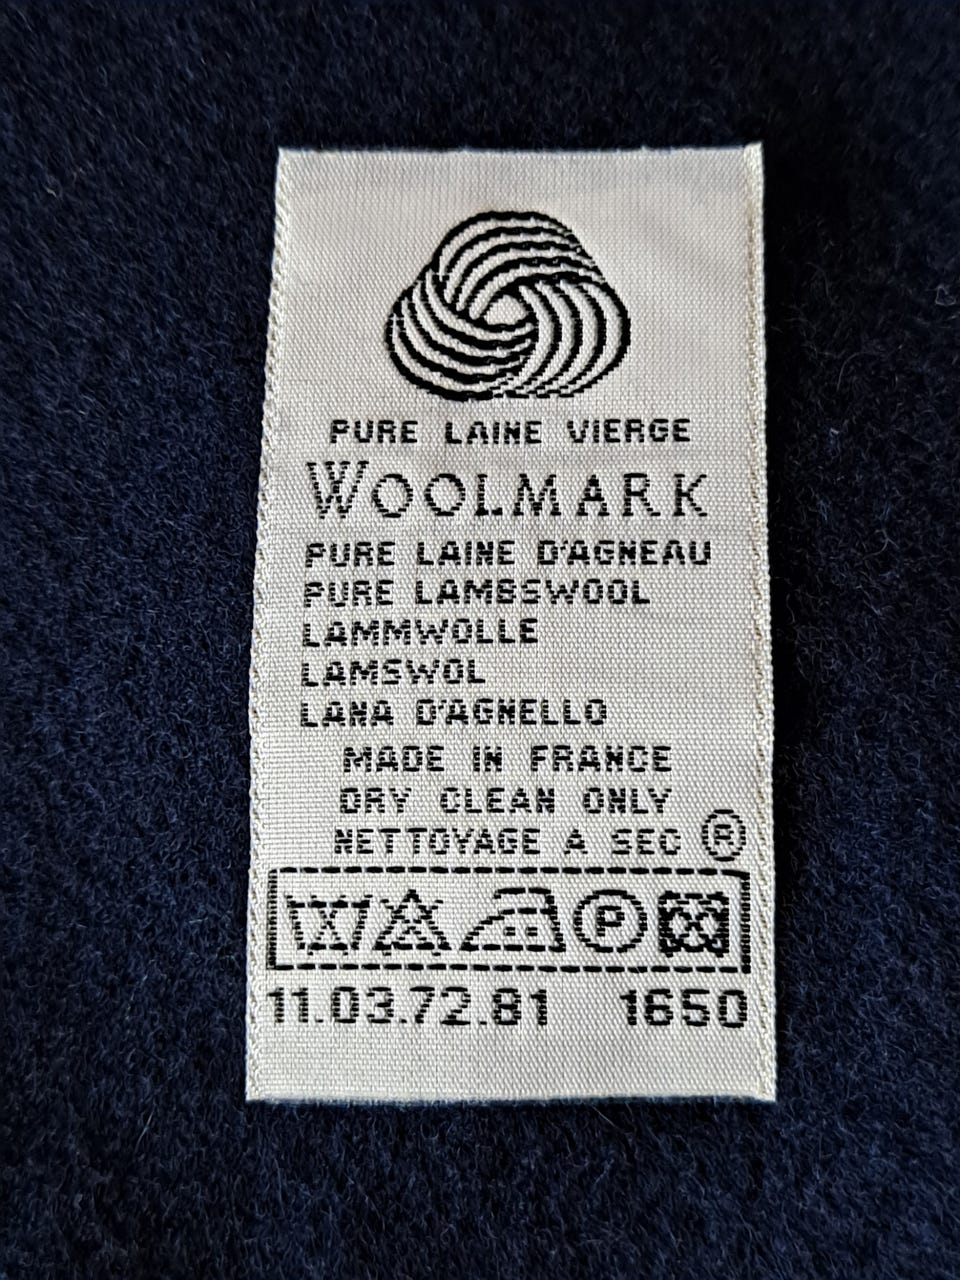 PURE LAINE VIERGE
WOOLMARK
PURE LAINE D'AGNEAU
PURE LAMBSWOOL
LAMMWOLLE
LAMSWOL
LANA D'AGNELLO
MADE IN FRANCE
DRY CLEAN ONLY
NETTOYAGE A SEC ®
P
11.03.72.81 1650